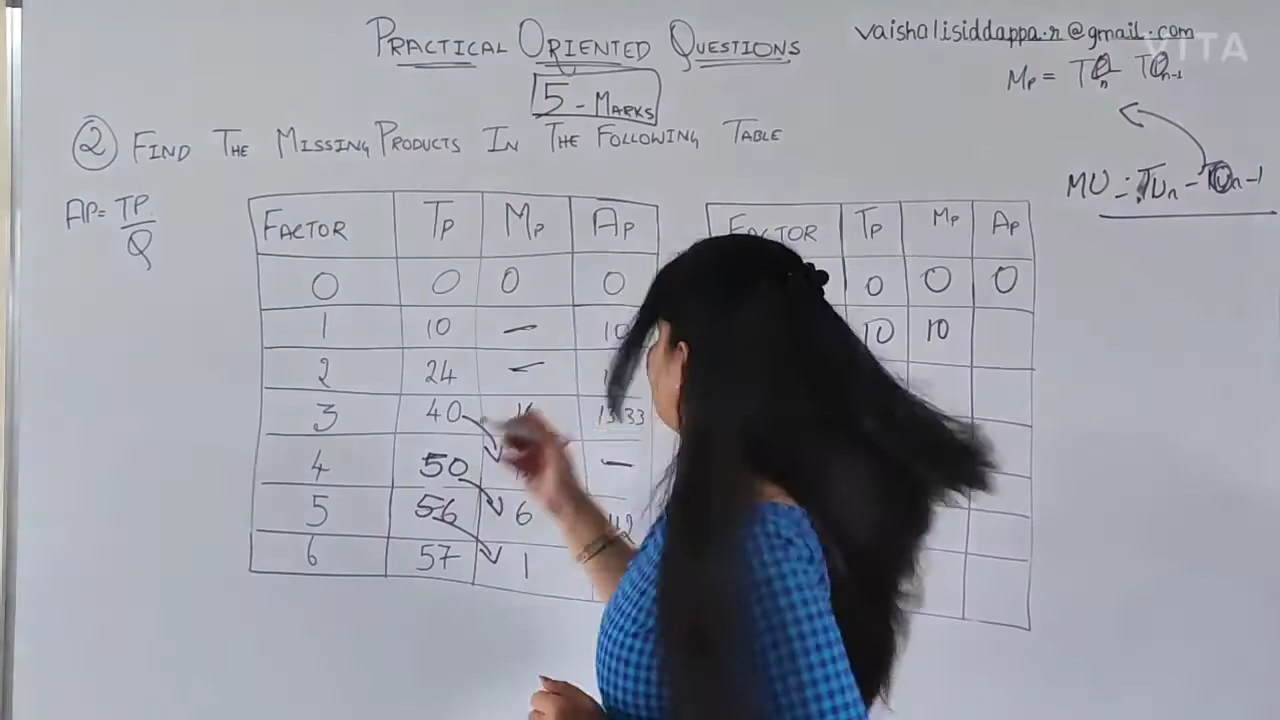 PRACTICAL ORIENTED QUESTIONS
vaishalisiddappa.r@gmail.com
VITA
5 - MARKS
MP = TQn - TQn-1
② FIND THE MISSING PRODUCTS IN THE FOLLOWING TABLE
MU = TUn - TUn-1
AP = TP/Q
FACTOR TP MP AP
0 0 0 0
1 10 – 10
2 24 –
3 40 13.33
4 50 –
5 56 6
6 57 1
FACTOR TP MP AP
0 0 0
10 10